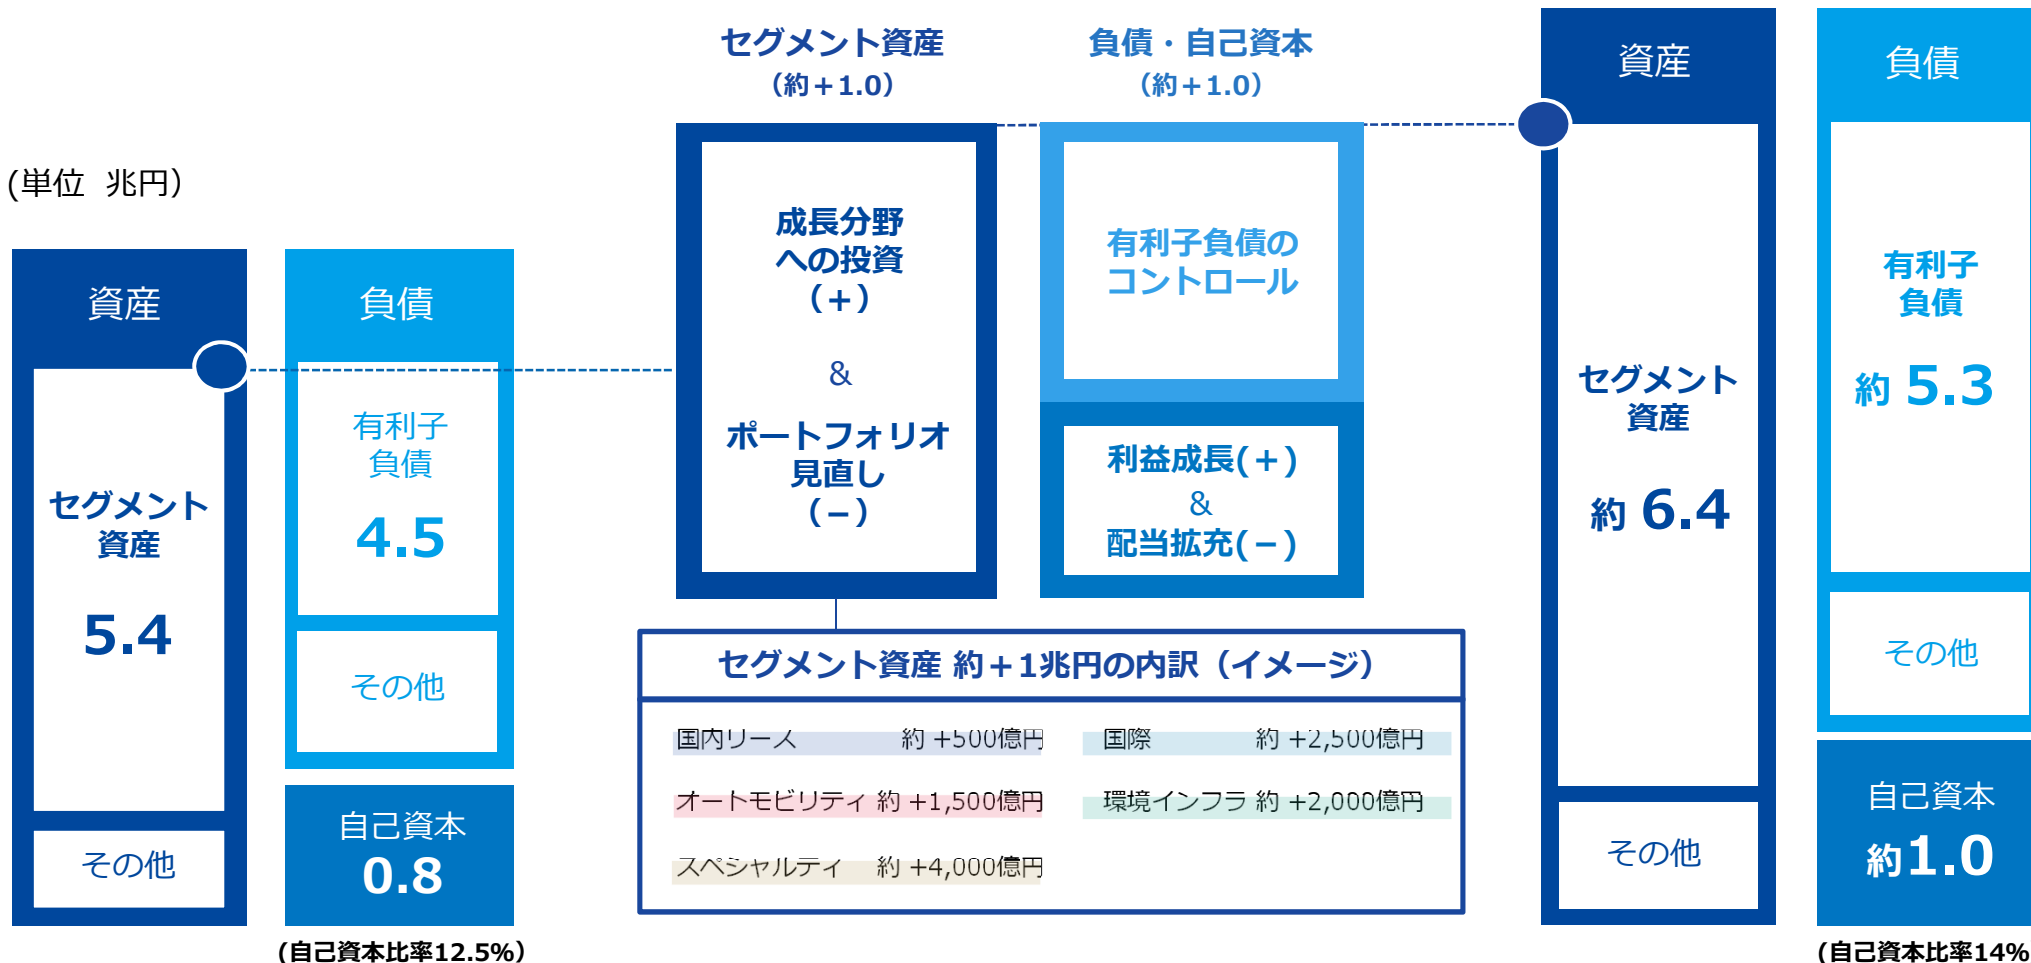 (単位 兆円）
資産
セグメント
資産
5.4
その他
負債
有利子
負債
4.5
その他
自己資本
0.8
(自己資本比率12.5%）
セグメント資産
（約＋1.0）
成長分野
への投資
（+）
&
ポートフォリオ
見直し
（−）
負債・自己資本
（約＋1.0）
有利子負債の
コントロール
利益成長(+)
&
配当拡充(−)
セグメント資産 約＋1兆円の内訳（イメージ）
国内リース 約 +500億円
国際 約 +2,500億円
オートモビリティ 約 +1,500億円
環境インフラ 約 +2,000億円
スペシャルティ 約 +4,000億円
資産
セグメント
資産
約 6.4
その他
負債
有利子
負債
約 5.3
その他
自己資本
約1.0
(自己資本比率14%